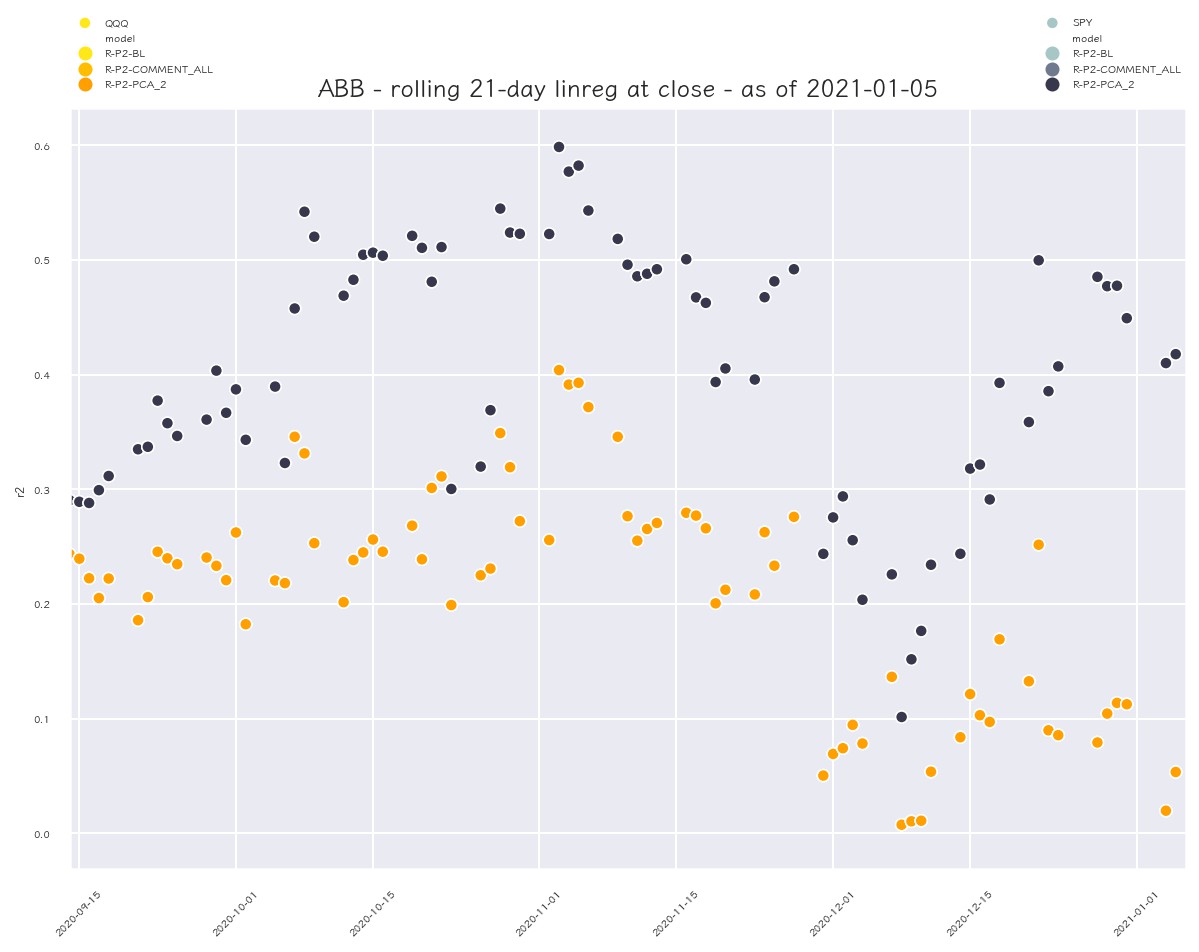 QQQ
model
R-P2-BL
R-P2-COMMENT_ALL
R-P2-PCA_2
SPY
model
R-P2-BL
R-P2-COMMENT_ALL
R-P2-PCA_2
ABB - rolling 21-day linreg at close - as of 2021-01-05
0.6
0.5
0.4
0.3
0.2
0.1
0.0
r2
2020-09-15
2020-10-01
2020-10-15
2020-11-01
2020-11-15
2020-12-01
2020-12-15
2021-01-01